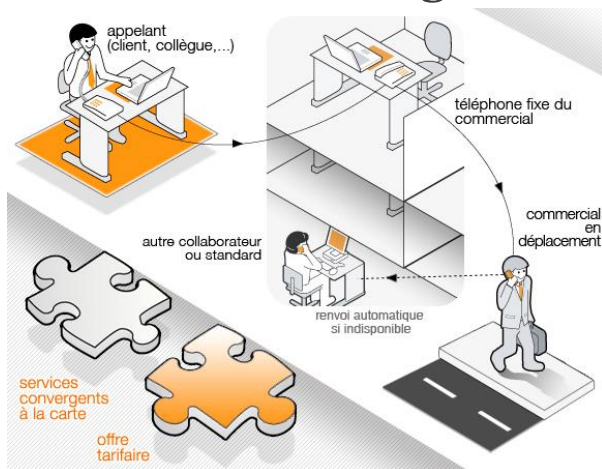 appelant
(client, collègue,...)
téléphone fixe du
commercial
commercial
en
déplacement
autre collaborateur
ou standard
renvoi automatique
si indisponible
services
convergents
à la carte
offre
tarifaire